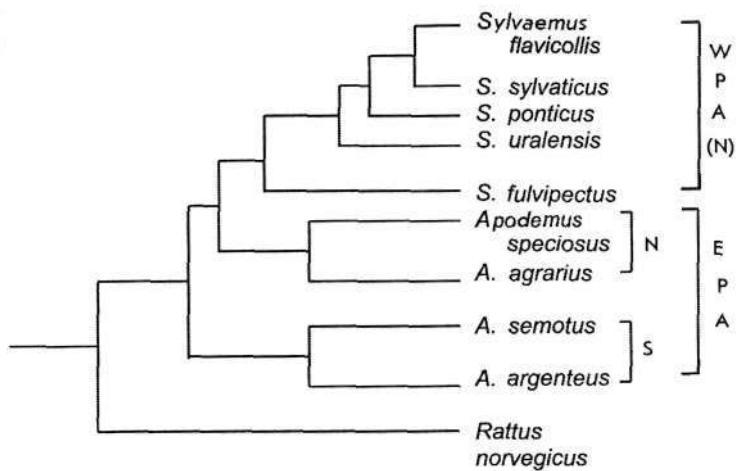 Sylvaemus
flavicollis
S. sylvaticus
S. ponticus
S. uralensis
S. fulvipectus
Apodemus
speciosus
A. agrarius
A. semotus
A. argenteus
Rattus
norvegicus
N
S
W
P
A
(N)
E
P
A